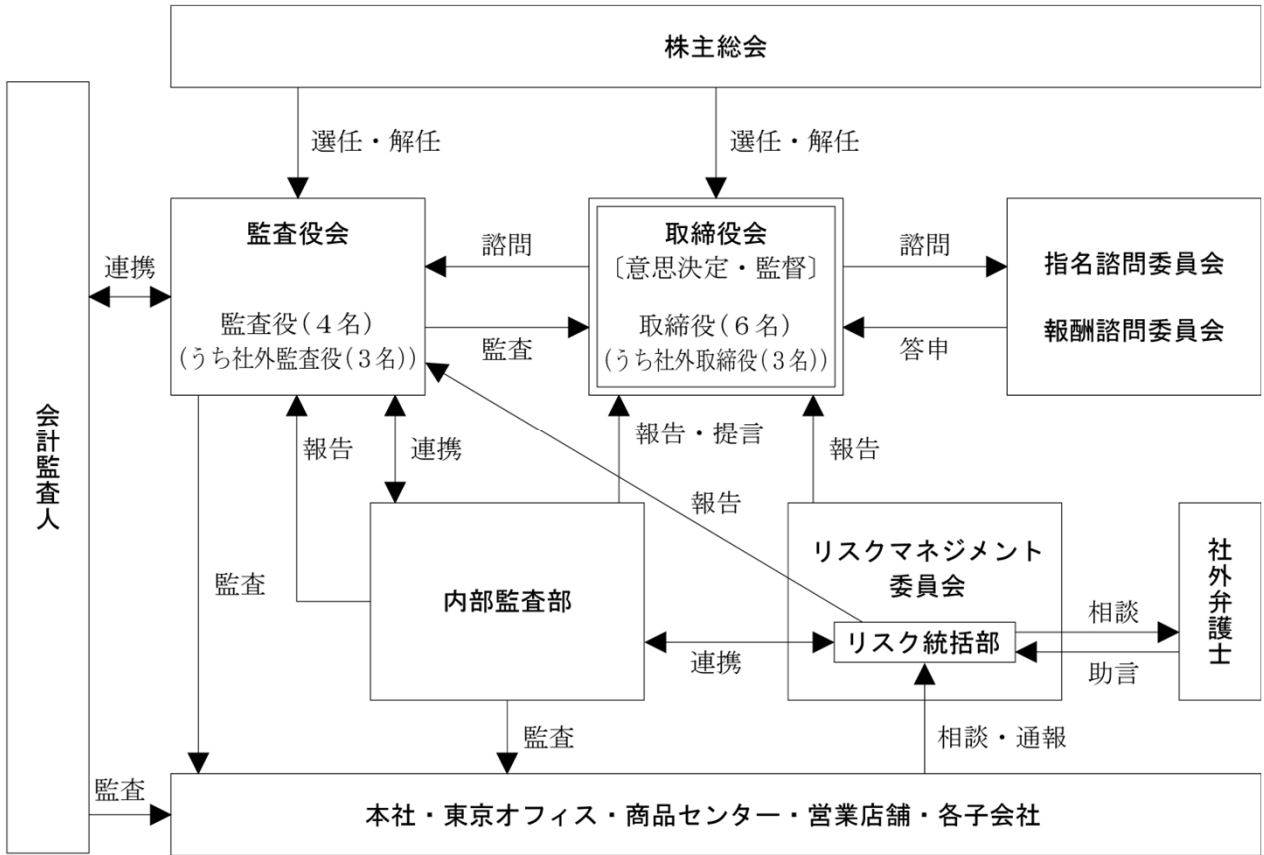 株主総会
選任・解任
選任・解任
監査役会
監査役(4名)
(うち社外監査役(3名))
諮問
監査
取締役会
〔意思決定・監督〕
取締役(6名)
(うち社外取締役(3名))
諮問
答申
指名諮問委員会
報酬諮問委員会
連携
会計監査人
報告
連携
報告・提言
報告
報告
監査
内部監査部
連携
リスクマネジメント
委員会
リスク統括部
相談
助言
社外弁護士
監査
相談・通報
監査
本社・東京オフィス・商品センター・営業店舗・各子会社